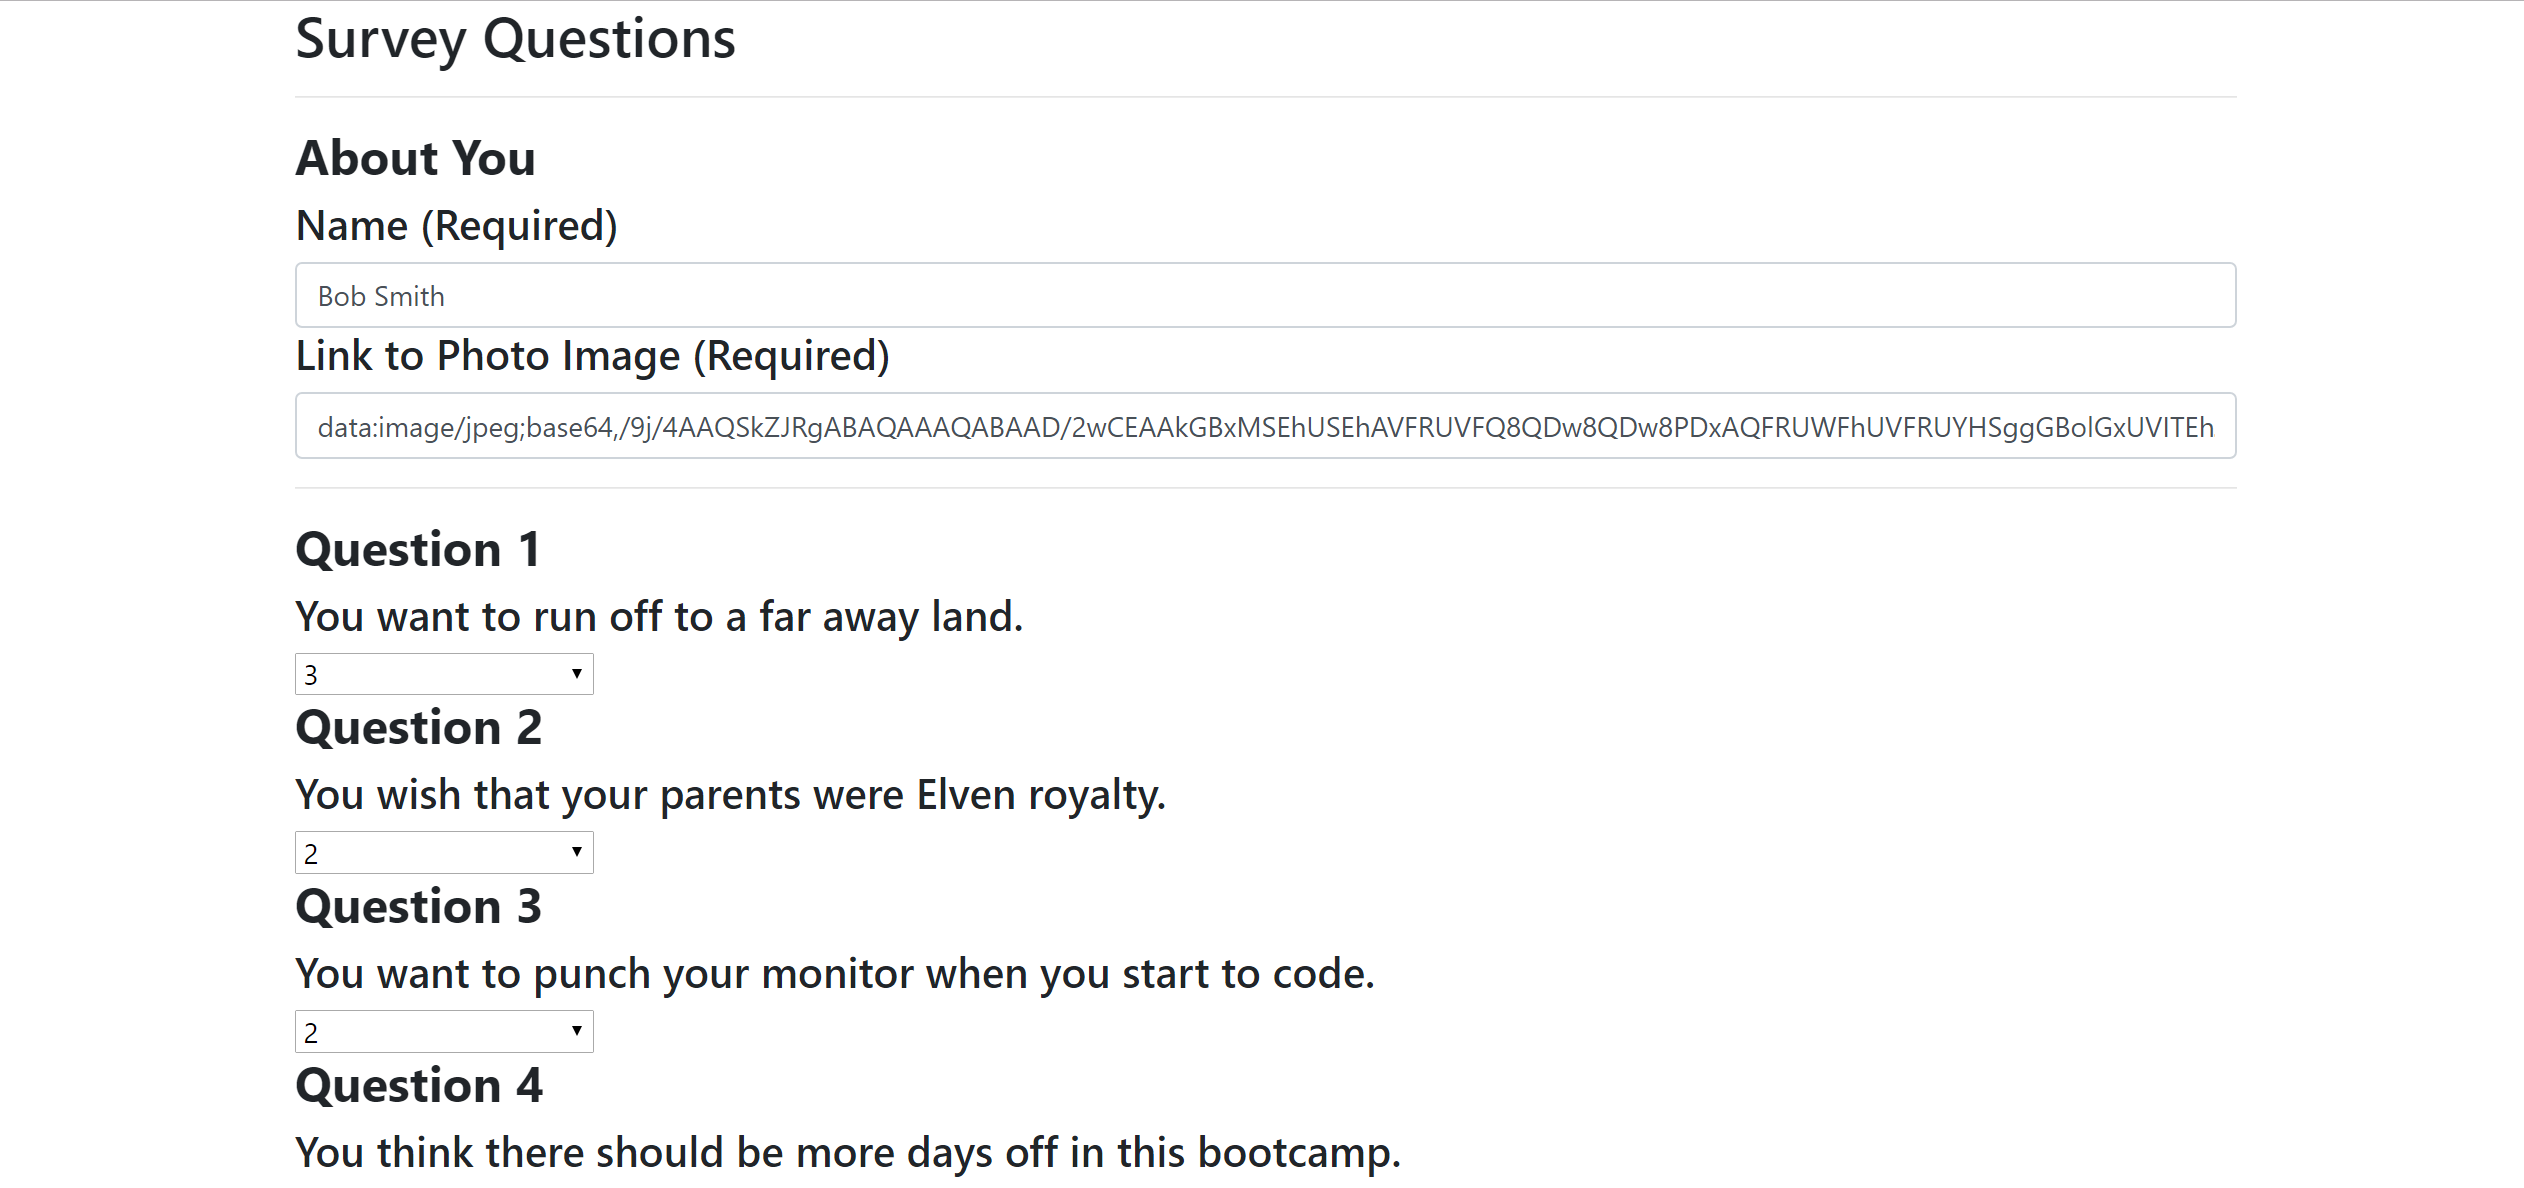 Survey Questions
About You
Name (Required)
Bob Smith
Link to Photo Image (Required)
data:image/jpeg;base64,/9j/4AAQSkZJRgABAQAAAQABAAD/2wCEAAkGBxMSEhUSEhAVFRUVFQ8QDw8QDw8PDxAQFRUWFhUVFRUYHSggGBolGxUVITEh
Question 1
You want to run off to a far away land.
3
Question 2
You wish that your parents were Elven royalty.
2
Question 3
You want to punch your monitor when you start to code.
2
Question 4
You think there should be more days off in this bootcamp.